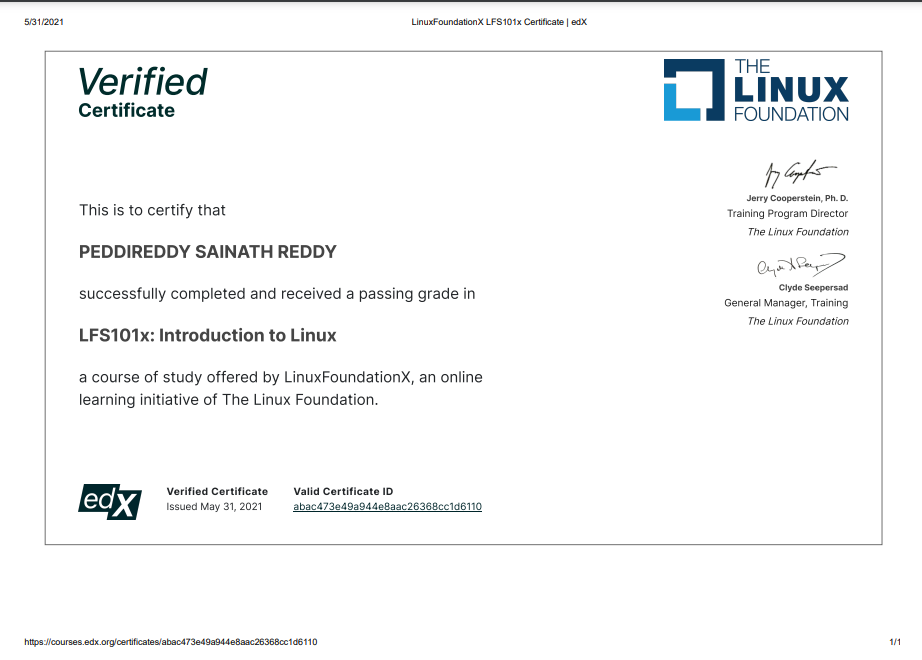 5/31/2021
LinuxFoundationX LFS101x Certificate | edX
Verified
Certificate
THE
LINUX
FOUNDATION
Jerry Cooperstein, Ph. D.
Training Program Director
The Linux Foundation
Clyde Seepersad
General Manager, Training
The Linux Foundation
This is to certify that
PEDDIREDDY SAINATH REDDY
successfully completed and received a passing grade in
LFS101x: Introduction to Linux
a course of study offered by LinuxFoundationX, an online
learning initiative of The Linux Foundation.
edX
Verified Certificate
Issued May 31, 2021
Valid Certificate ID
abac473e49a944e8aac26368cc1d6110
https://courses.edx.org/certificates/abac473e49a944e8aac26368cc1d6110
1/1